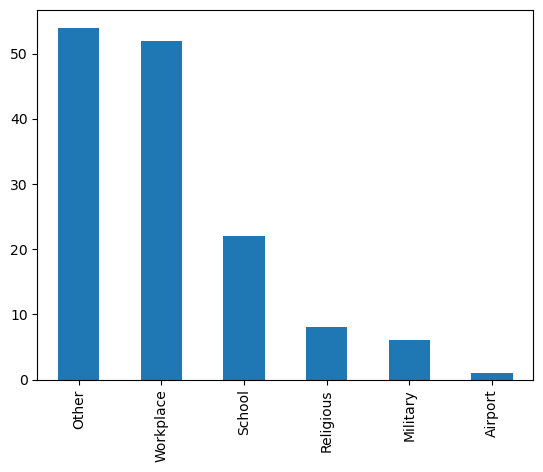 50
40
30
20
10
0
Other
Workplace
School
Religious
Military
Airport